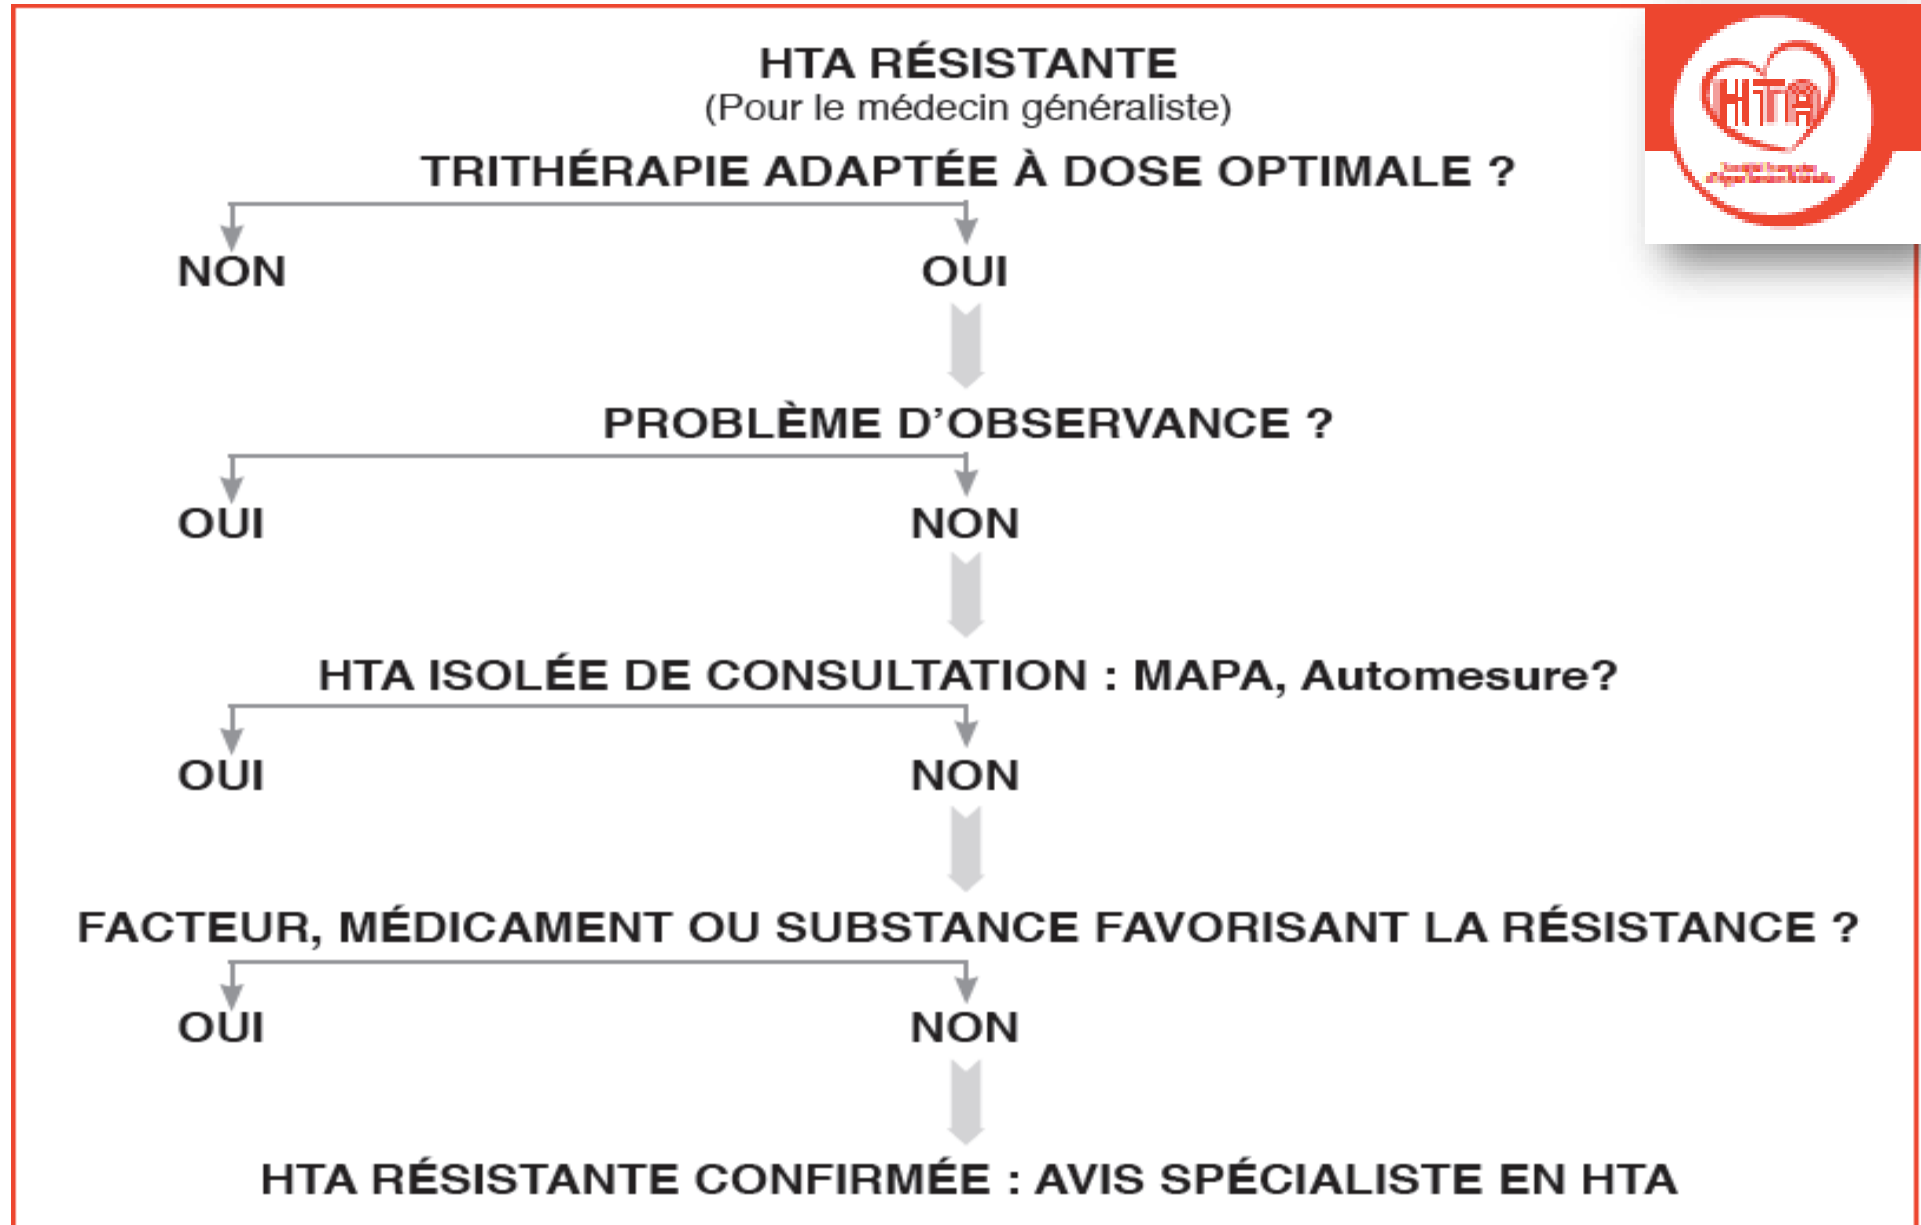 HTA RÉSISTANTE
(Pour le médecin généraliste)
TRITHÉRAPIE ADAPTÉE À DOSE OPTIMALE ?
NON OUI
PROBLÈME D’OBSERVANCE ?
OUI NON
HTA ISOLÉE DE CONSULTATION : MAPA, Automesure?
OUI NON
FACTEUR, MÉDICAMENT OU SUBSTANCE FAVORISANT LA RÉSISTANCE ?
OUI NON
HTA RÉSISTANTE CONFIRMÉE : AVIS SPÉCIALISTE EN HTA
HTA